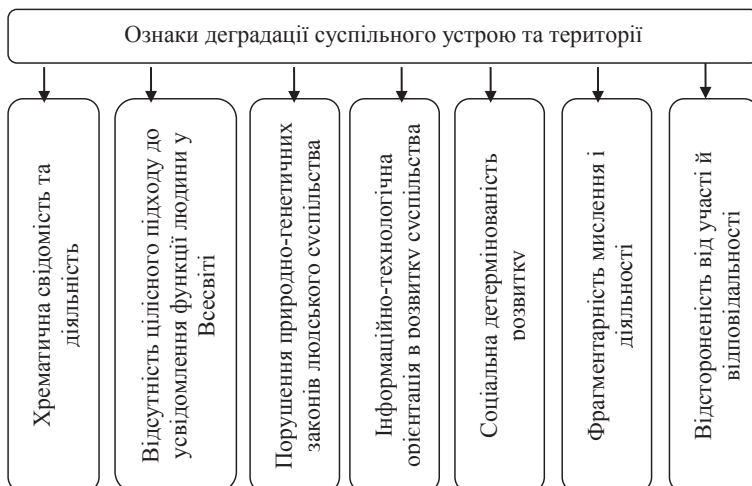 Ознаки деградації суспільного устрою та території
Хрематична свідомість та
діяльність
Відсутність цілісного підходу до
усвідомлення функції людини у
Всесвіті
Порушення природно-генетичних
законів людського суспільства
Інформаційно-технологічна
орієнтація в розвитку суспільства
Соціальна детермінованість
розвитку
Фрагментарність мислення і
діяльності
Відстороненість від участі й
відповідальності